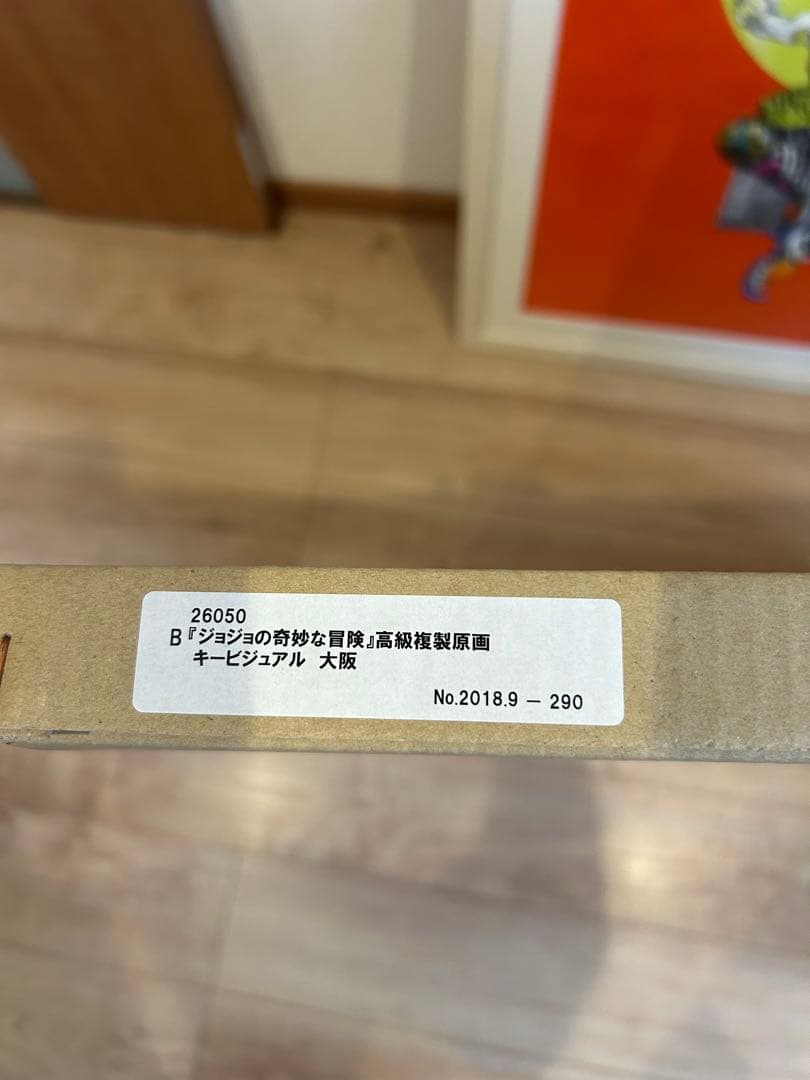 26050
B『ジョジョの奇妙な冒険』高級複製原画
キービジュアル 大阪
No.2018.9 － 290